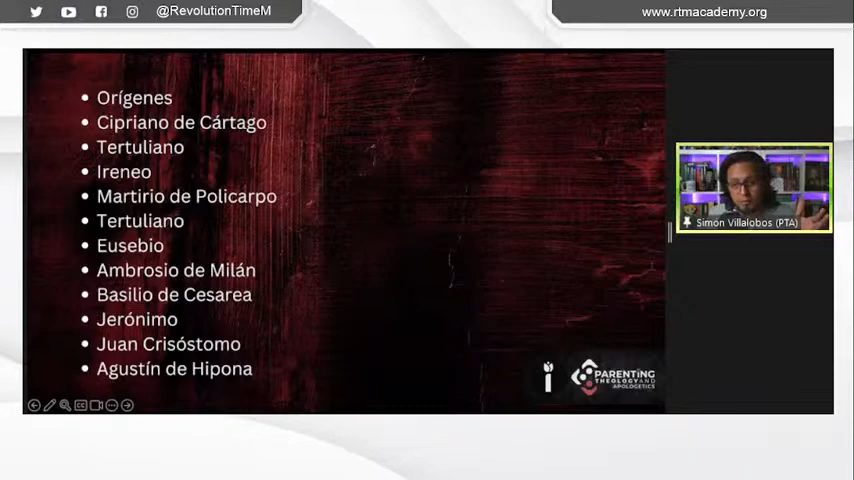 @RevolutionTimeM
www.rtmacademy.org
• Orígenes
• Cipriano de Cártago
• Tertuliano
• Ireneo
• Martirio de Policarpo
• Tertuliano
• Eusebio
• Ambrosio de Milán
• Basilio de Cesarea
• Jerónimo
• Juan Crisóstomo
• Agustín de Hipona
Simón Villalobos (PTA)
PARENTING
THEOLOGY AND
APOLOGETICS
CC